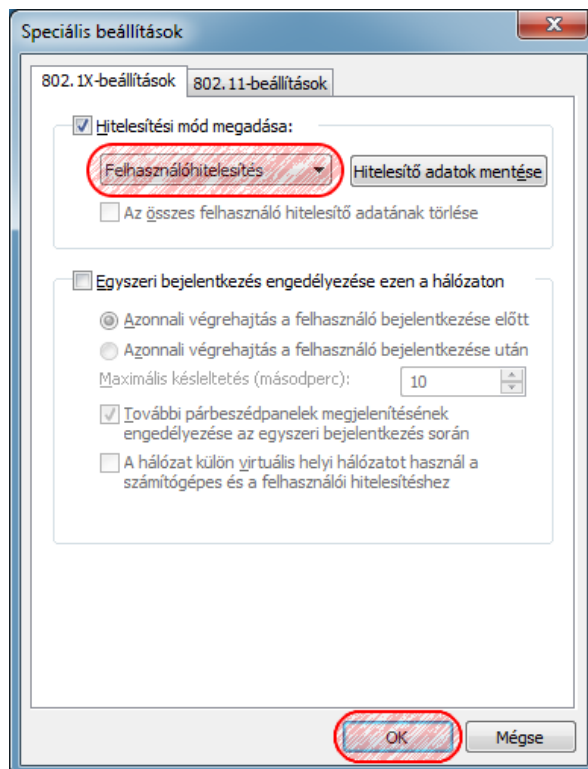 Speciális beállítások
802.1X-beállítások 802.11-beállítások
Hitelesítési mód megadása:
Felhasználóhitelesítés Hitelesítő adatok mentése
Az összes felhasználó hitelesítő adatának törlése
Egyszeri bejelentkezés engedélyezése ezen a hálózaton
Azonnali végrehajtás a felhasználó bejelentkezése előtt
Azonnali végrehajtás a felhasználó bejelentkezése után
Maximális késleltetés (másodperc): 10
További párbeszédpanelek megjelenítésének
engedélyezése az egyszeri bejelentkezés során
A hálózat külön virtuális helyi hálózatot használ a
számítógépes és a felhasználói hitelesítéshez
OK Mégse